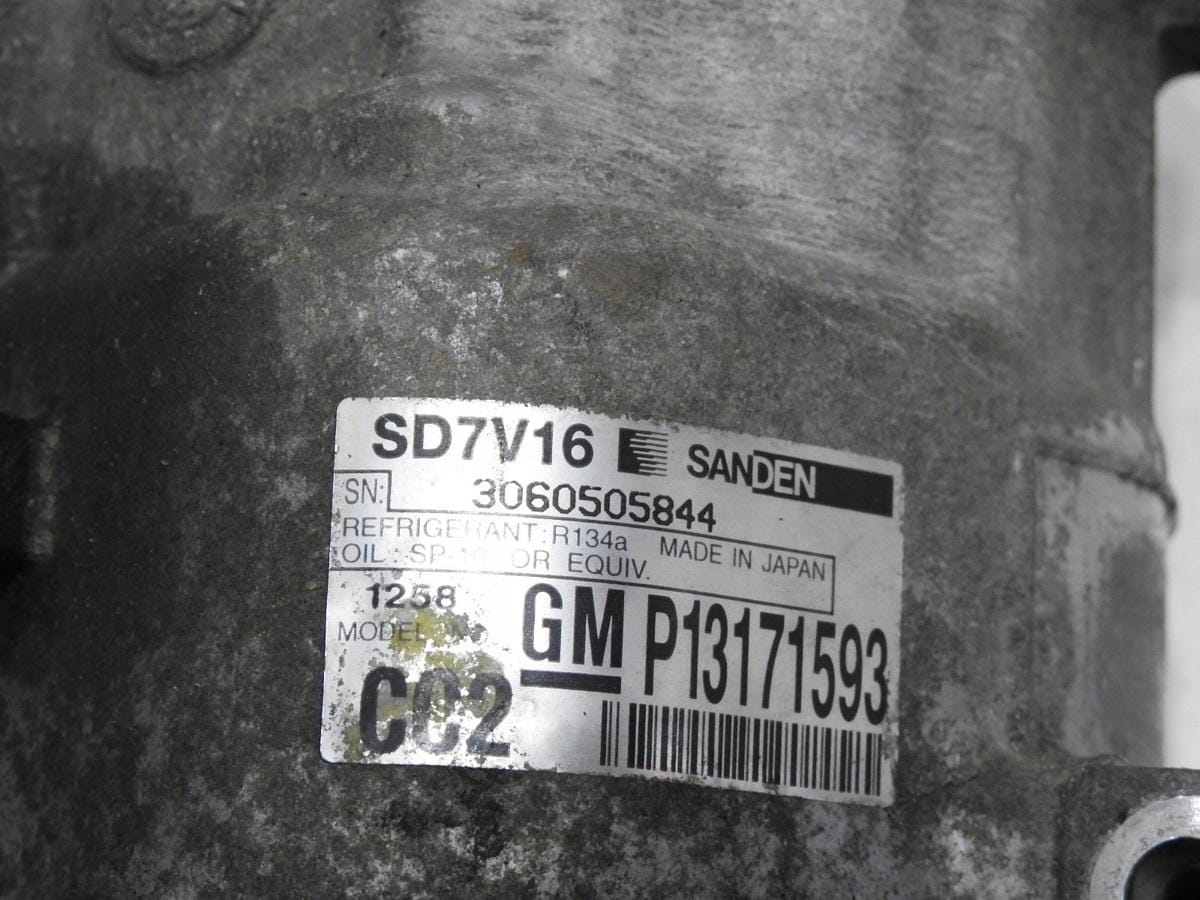 SD7V16 SANDEN
SN: 3060505844
REFRIGERANT: R134a MADE IN JAPAN
OIL: SP-10 OR EQUIV.
1258 GM P13171593
MODEL
CC2